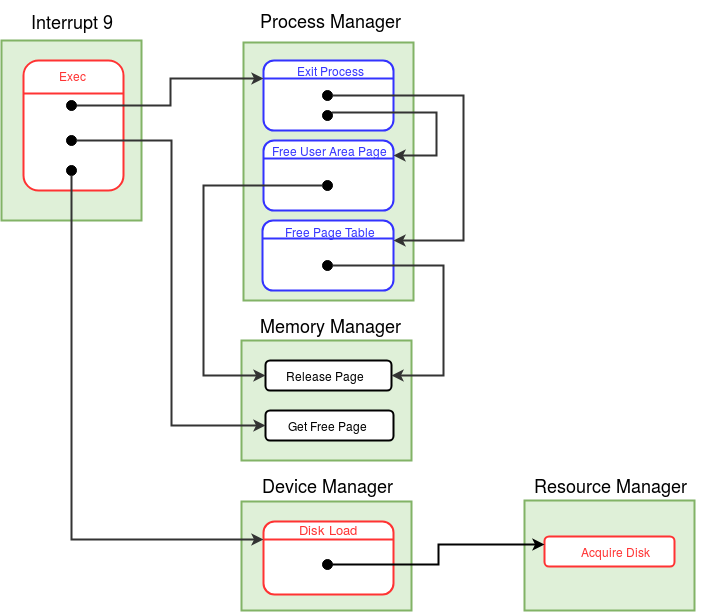 Interrupt 9
Exec
Process Manager
Exit Process
Free User Area Page
Free Page Table
Memory Manager
Release Page
Get Free Page
Device Manager
Disk Load
Resource Manager
Acquire Disk